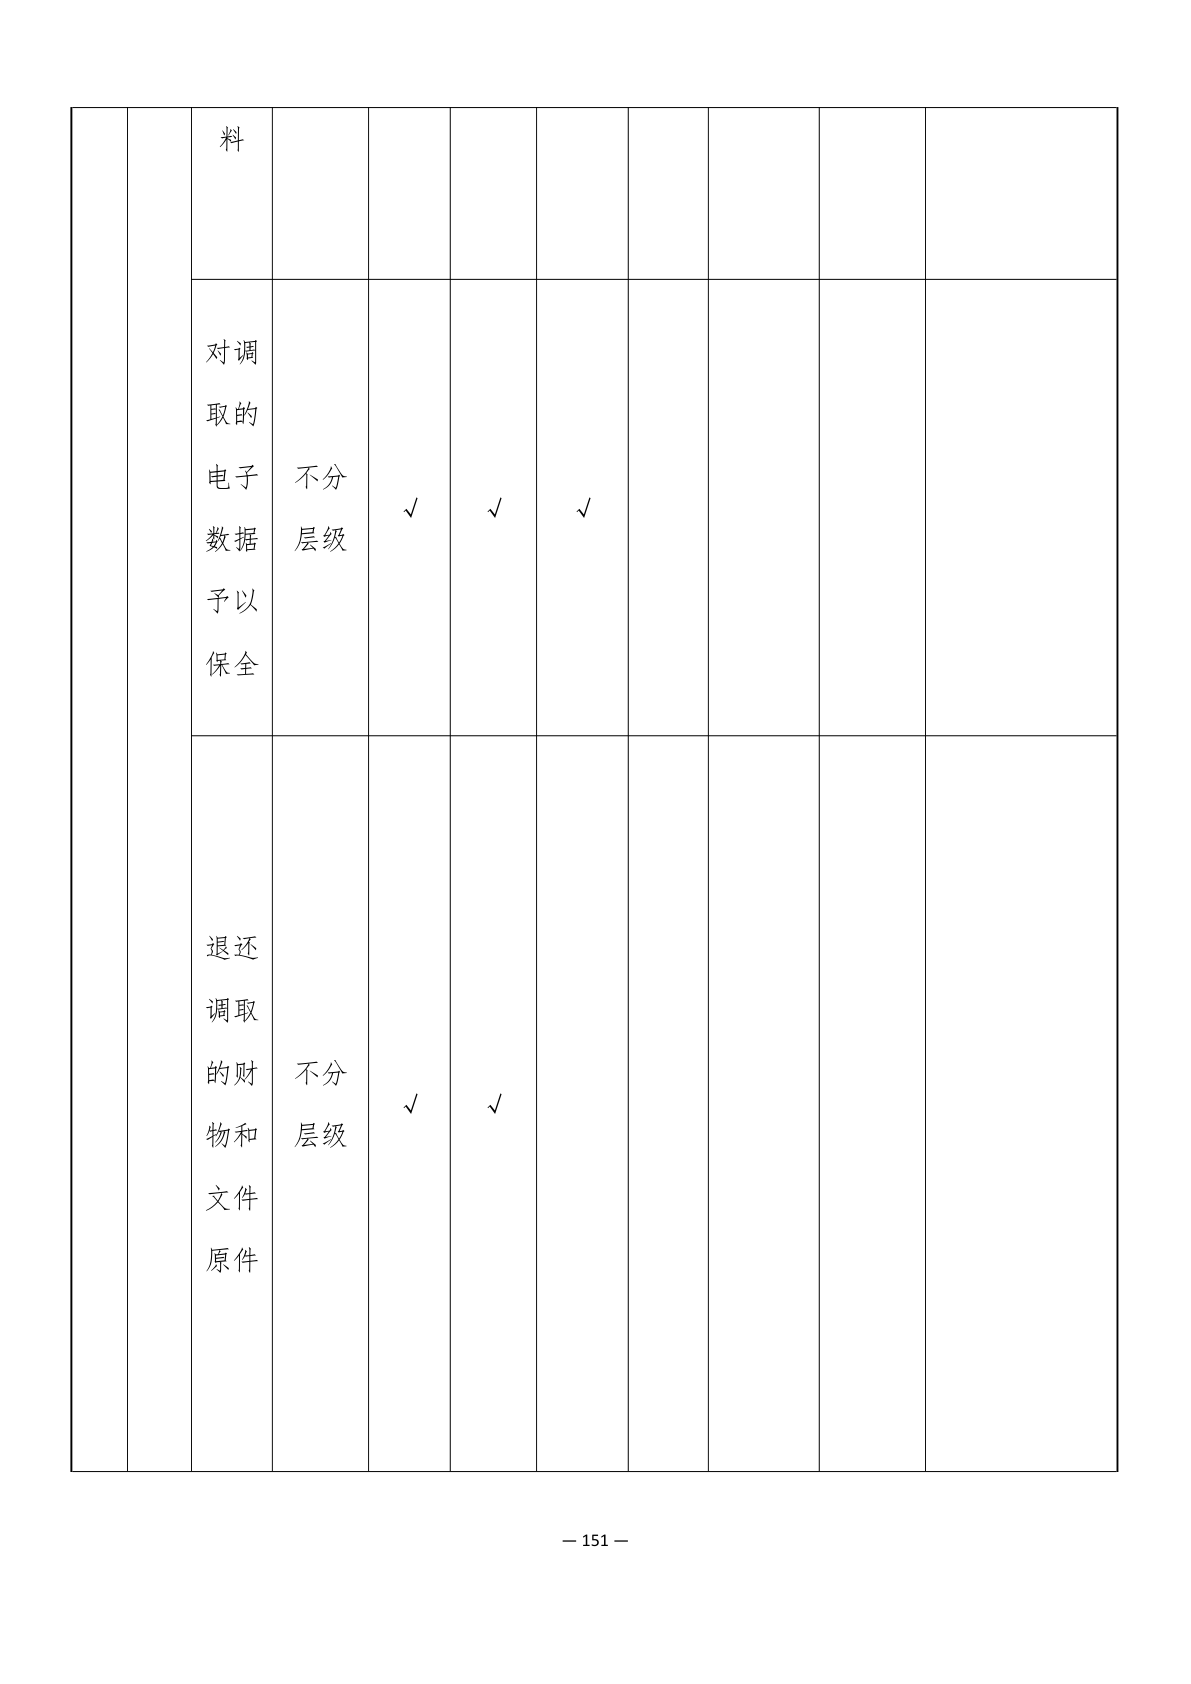 料
对调
取的
电子
数据
予以
保全
不分
层级
√
√
√
退还
调取
的财
物和
文件
原件
不分
层级
√
√
— 151 —